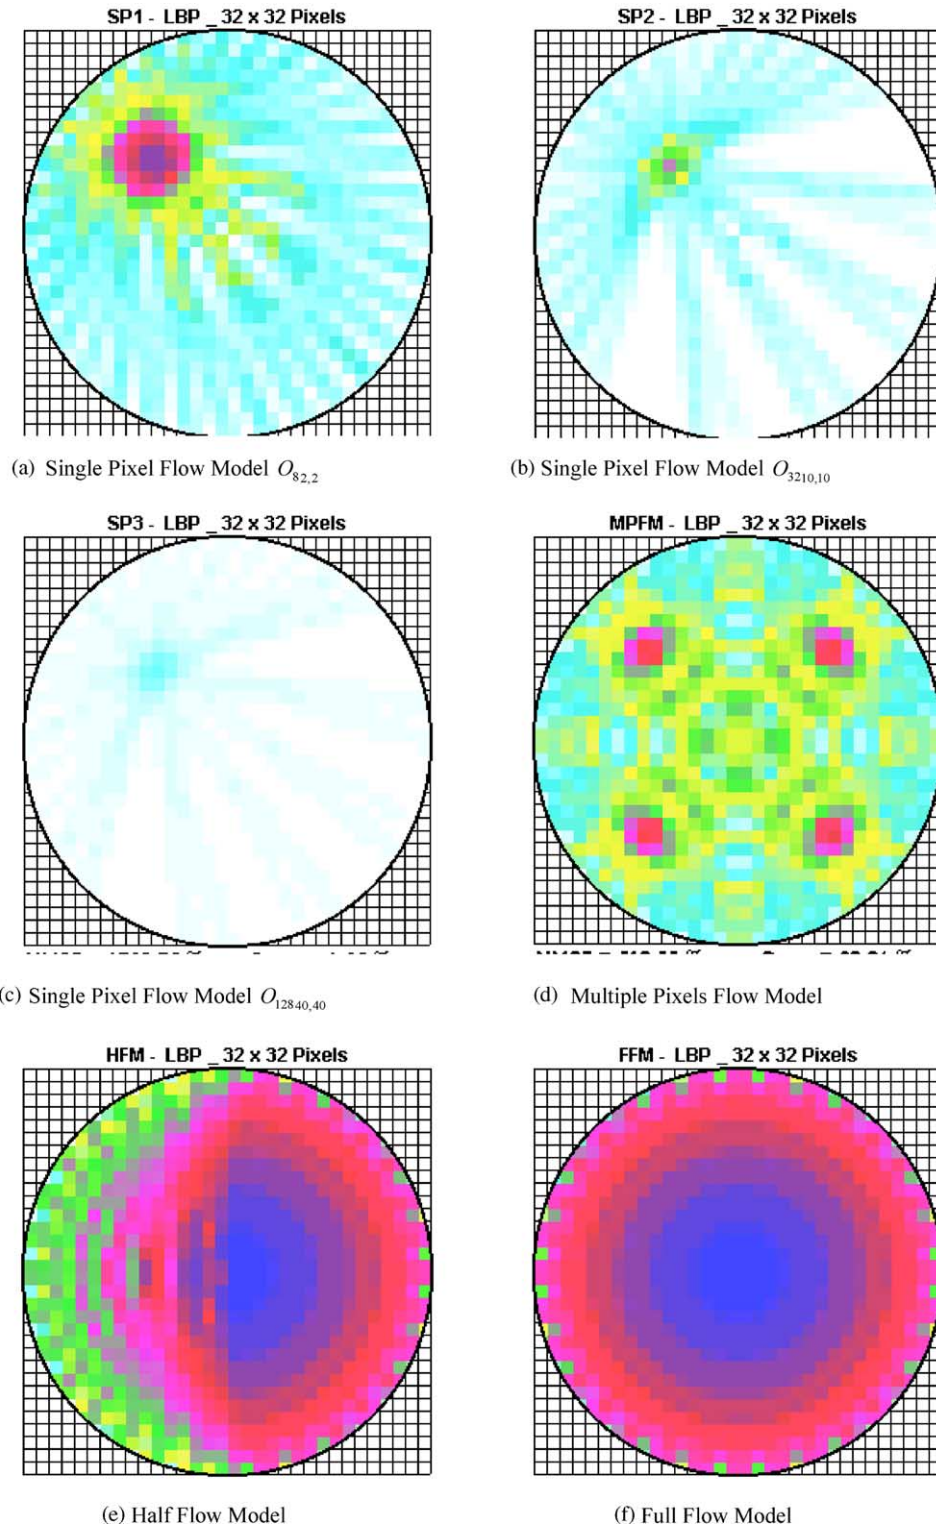 SP1 - LBP _ 32 x 32 Pixels
SP2 - LBP _ 32 x 32 Pixels
(a) Single Pixel Flow Model O82,2
(b) Single Pixel Flow Model O3210,10
SP3 - LBP _ 32 x 32 Pixels
MPFM - LBP _ 32 x 32 Pixels
(c) Single Pixel Flow Model O12840,40
(d) Multiple Pixels Flow Model
HFM - LBP _ 32 x 32 Pixels
FFM - LBP _ 32 x 32 Pixels
(e) Half Flow Model
(f) Full Flow Model